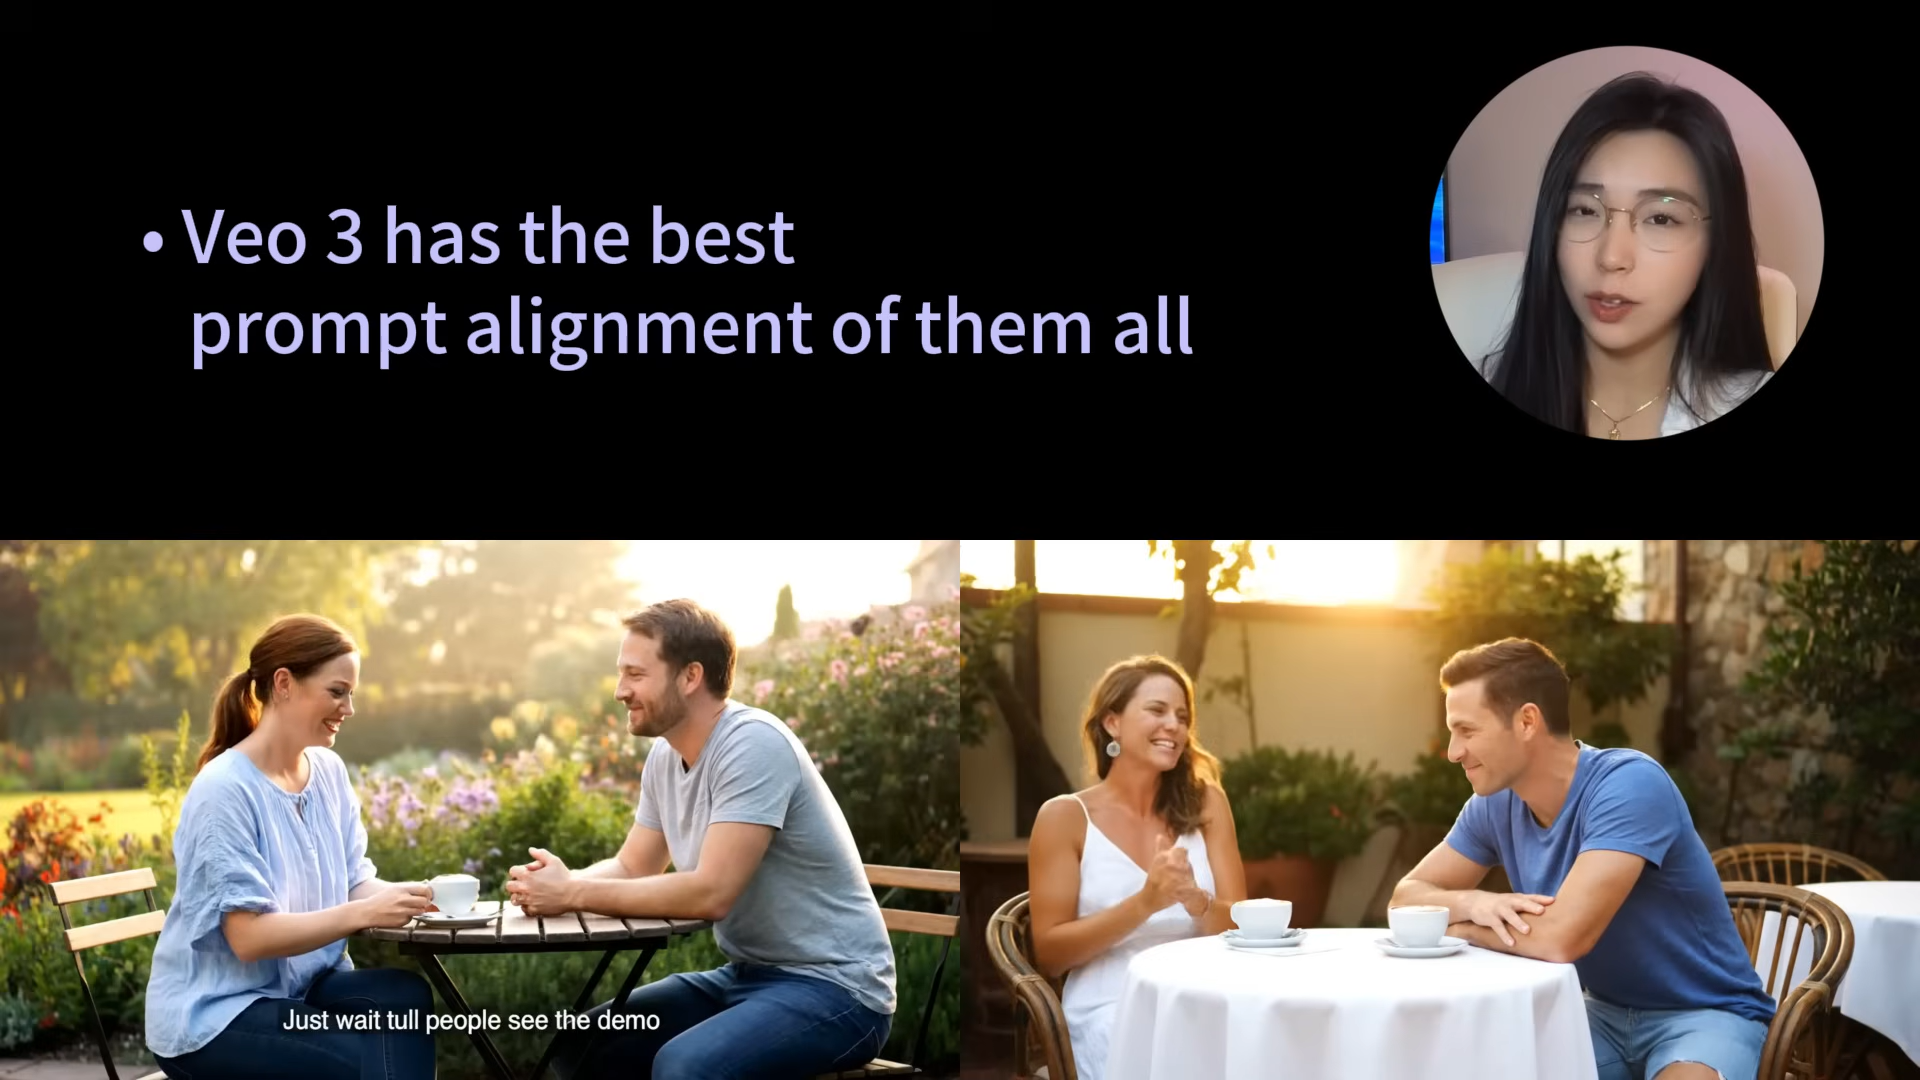 • Veo 3 has the best
prompt alignment of them all
Just wait tull people see the demo